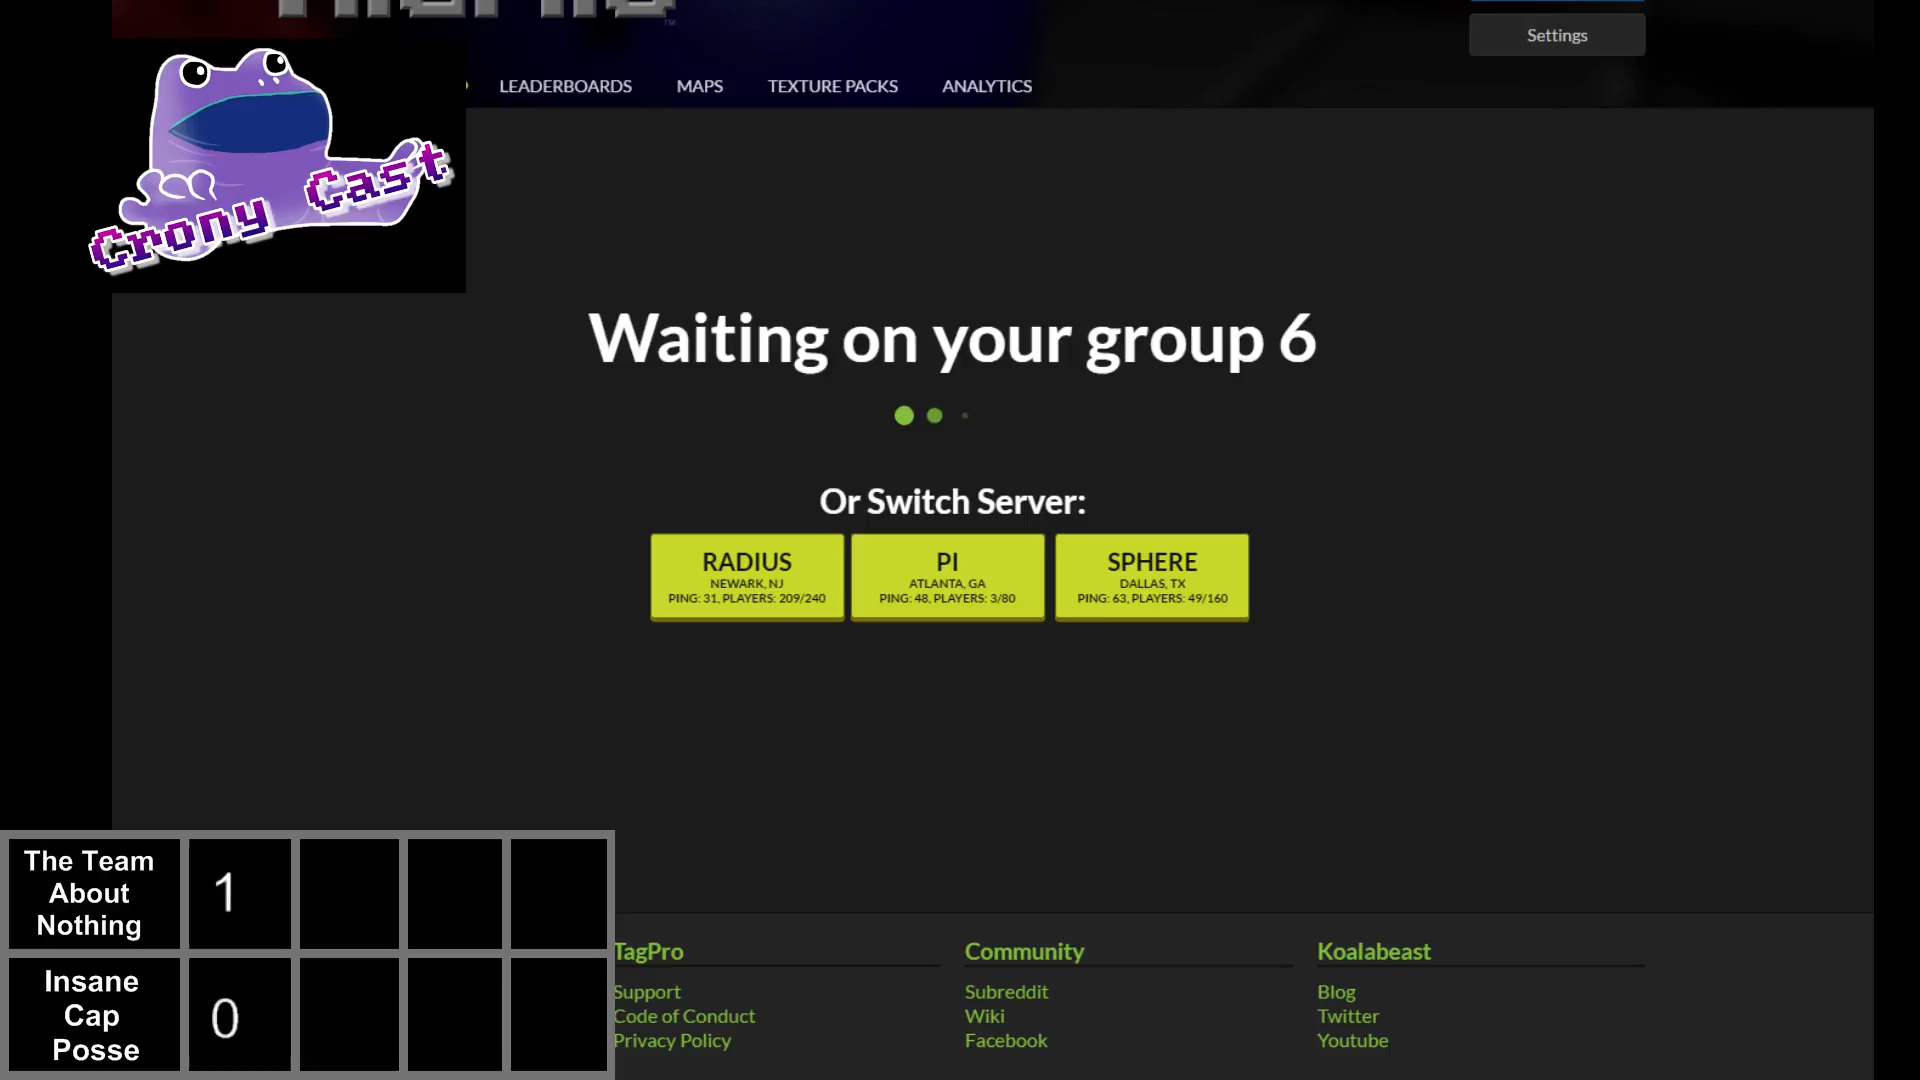 TM
Settings
LEADERBOARDS MAPS TEXTURE PACKS ANALYTICS
Crony Cast
Waiting on your group 6
Or Switch Server:
RADIUS
NEWARK, NJ
PING: 31, PLAYERS: 209/240
PI
ATLANTA, GA
PING: 48, PLAYERS: 3/80
SPHERE
DALLAS, TX
PING: 63, PLAYERS: 49/160
The Team
About
Nothing
1
Insane
Cap
Posse
0
TagPro
Support
Code of Conduct
Privacy Policy
Community
Subreddit
Wiki
Facebook
Koalabeast
Blog
Twitter
Youtube